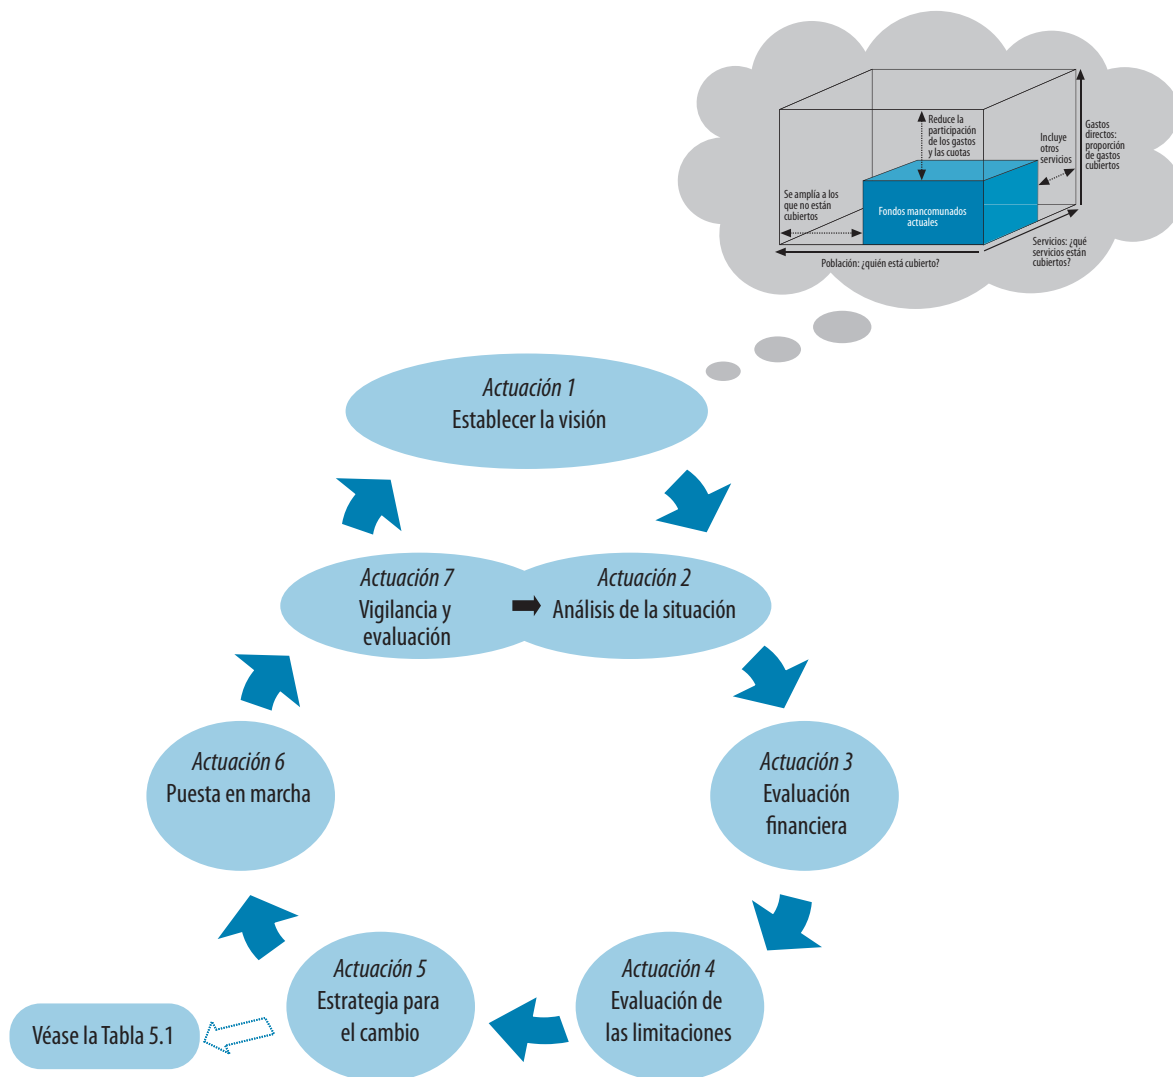 Reduce la
participación
de los gastos
y las cuotas
Incluye
otros
servicios
Gastos
directos:
proporción
de gastos
cubiertos
Se amplía a los
que no están
cubiertos
Fondos mancomunados
actuales
Población: ¿quién está cubierto?
Servicios: ¿qué
servicios están
cubiertos?
Actuación 1
Establecer la visión
Actuación 7
Vigilancia y
evaluación
Actuación 2
Análisis de la situación
Actuación 6
Puesta en marcha
Actuación 3
Evaluación
financiera
Actuación 5
Estrategia para
el cambio
Actuación 4
Evaluación de
las limitaciones
Véase la Tabla 5.1